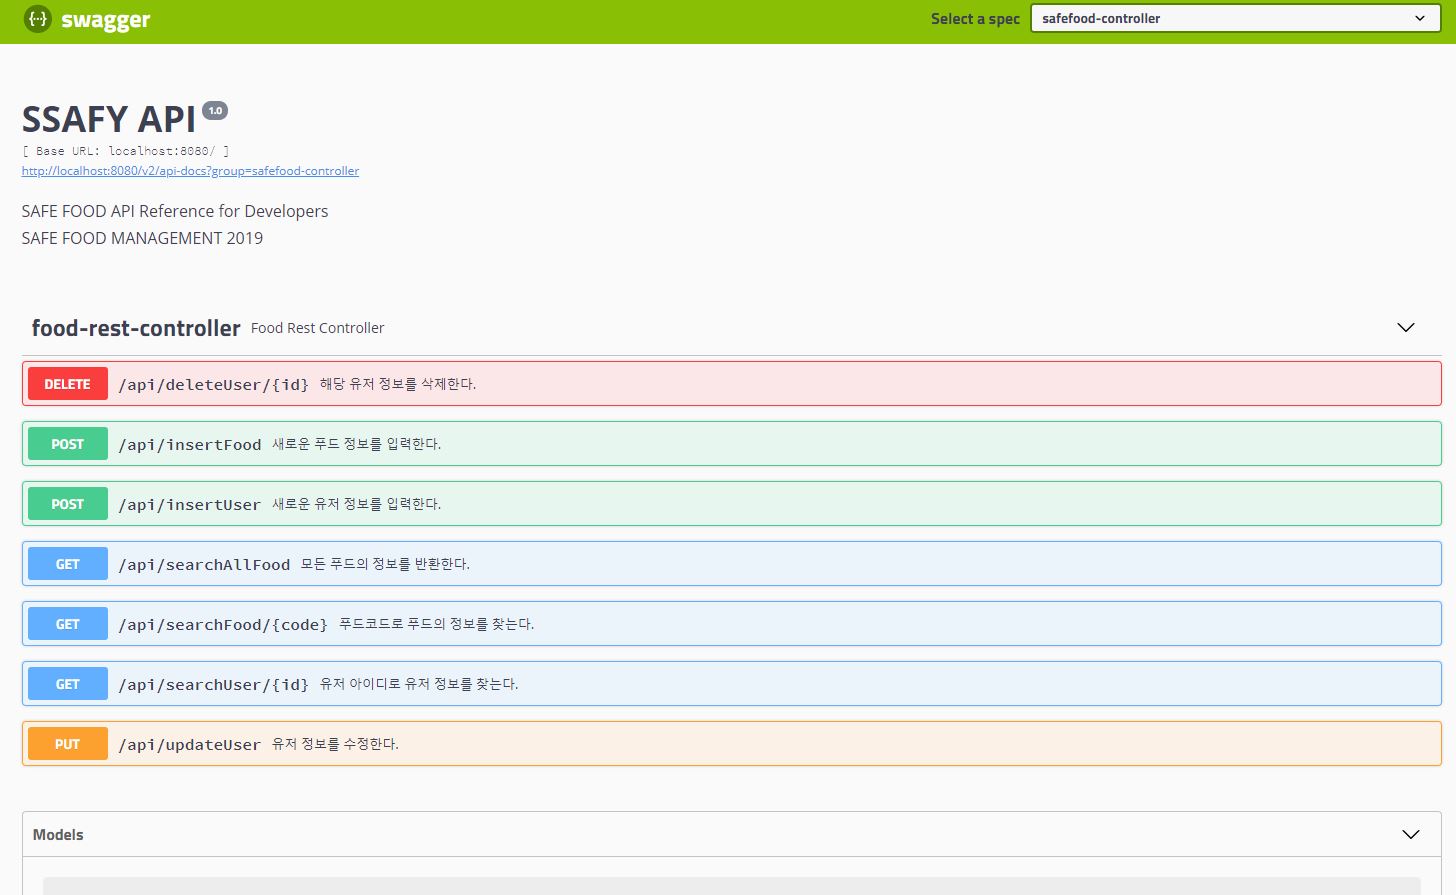 {···} swagger
Select a spec safefood-controller
SSAFY API 1.0
[ Base URL: localhost:8080/ ]
http://localhost:8080/v2/api-docs?group=safefood-controller
SAFE FOOD API Reference for Developers
SAFE FOOD MANAGEMENT 2019
food-rest-controller Food Rest Controller
DELETE /api/deleteUser/{id} 해당 유저 정보를 삭제한다.
POST /api/insertFood 새로운 푸드 정보를 입력한다.
POST /api/insertUser 새로운 유저 정보를 입력한다.
GET /api/searchAllFood 모든 푸드의 정보를 반환한다.
GET /api/searchFood/{code} 푸드코드로 푸드의 정보를 찾는다.
GET /api/searchUser/{id} 유저 아이디로 유저 정보를 찾는다.
PUT /api/updateUser 유저 정보를 수정한다.
Models